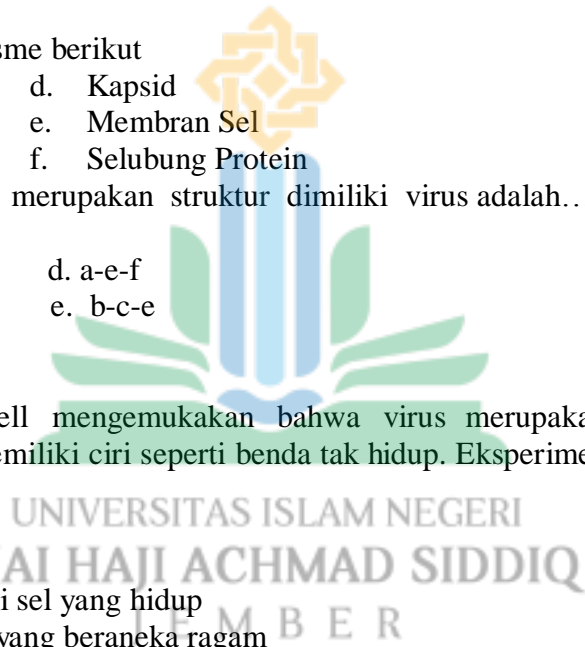 sme berikut
d. Kapsid
e. Membran Sel
f. Selubung Protein
merupakan struktur dimiliki virus adalah..
d. a-e-f
e. b-c-e
ell mengemukakan bahwa virus merupaka
emiliki ciri seperti benda tak hidup. Eksperime
UNIVERSITAS ISLAM NEGERI
AI HAJI ACHMAD SIDDIQ
i sel yang hidup
J E M B E R
yang beraneka ragam